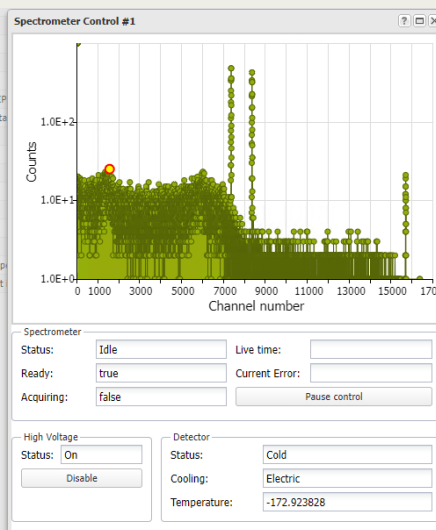 Spectrometer Control #1
?
1.0E+2
1.0E+1
1.0E+0
Counts
0 1000 3000 5000 7000 9000 11000 13000 15000 170
Channel number
Spectrometer
Status: Idle Live time:
Ready: true Current Error:
Acquiring: false Pause control
High Voltage
Status: On
Disable
Detector
Status: Cold
Cooling: Electric
Temperature: -172.923828